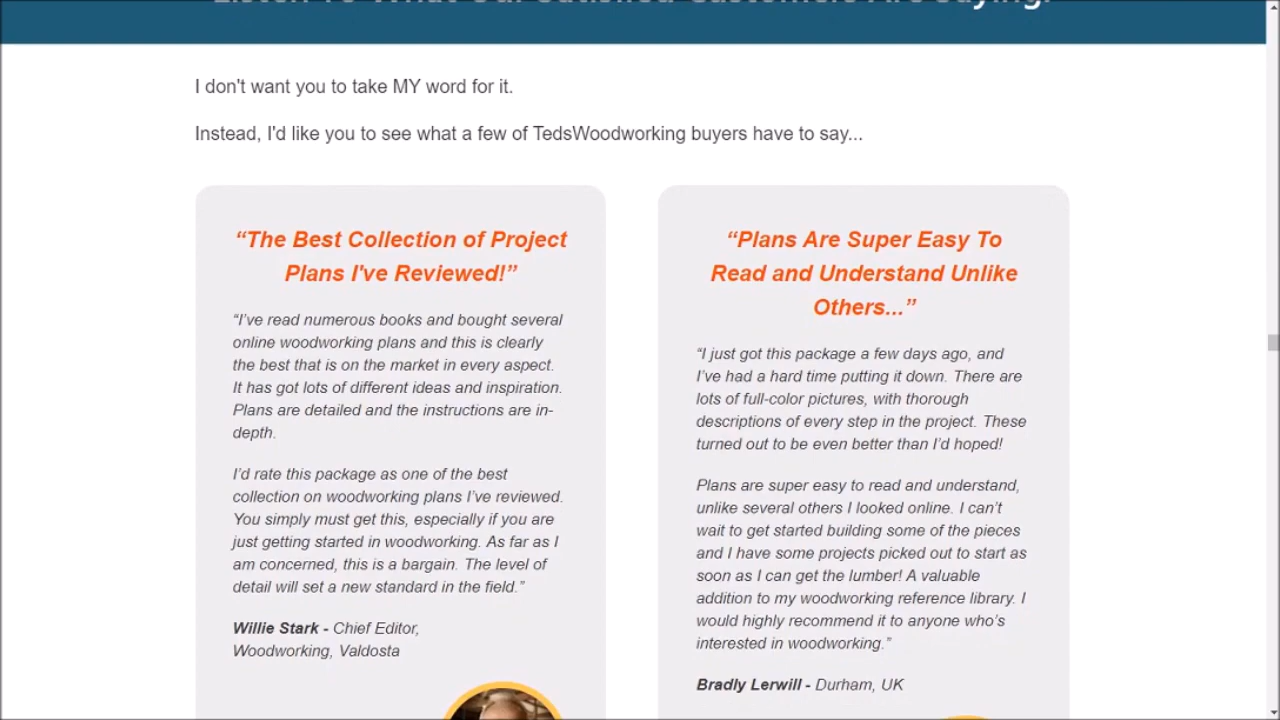 Listen To What Our Satisfied Customers Are Saying!
I don't want you to take MY word for it.
Instead, I'd like you to see what a few of TedsWoodworking buyers have to say...
“The Best Collection of Project
Plans I've Reviewed!”
“I’ve read numerous books and bought several
online woodworking plans and this is clearly
the best that is on the market in every aspect.
It has got lots of different ideas and inspiration.
Plans are detailed and the instructions are in-
depth.
I’d rate this package as one of the best
collection on woodworking plans I’ve reviewed.
You simply must get this, especially if you are
just getting started in woodworking. As far as I
am concerned, this is a bargain. The level of
detail will set a new standard in the field.”
Willie Stark - Chief Editor,
Woodworking, Valdosta
“Plans Are Super Easy To
Read and Understand Unlike
Others...”
“I just got this package a few days ago, and
I’ve had a hard time putting it down. There are
lots of full-color pictures, with thorough
descriptions of every step in the project. These
turned out to be even better than I’d hoped!
Plans are super easy to read and understand,
unlike several others I looked online. I can’t
wait to get started building some of the pieces
and I have some projects picked out to start as
soon as I can get the lumber! A valuable
addition to my woodworking reference library. I
would highly recommend it to anyone who’s
interested in woodworking.”
Bradly Lerwill - Durham, UK